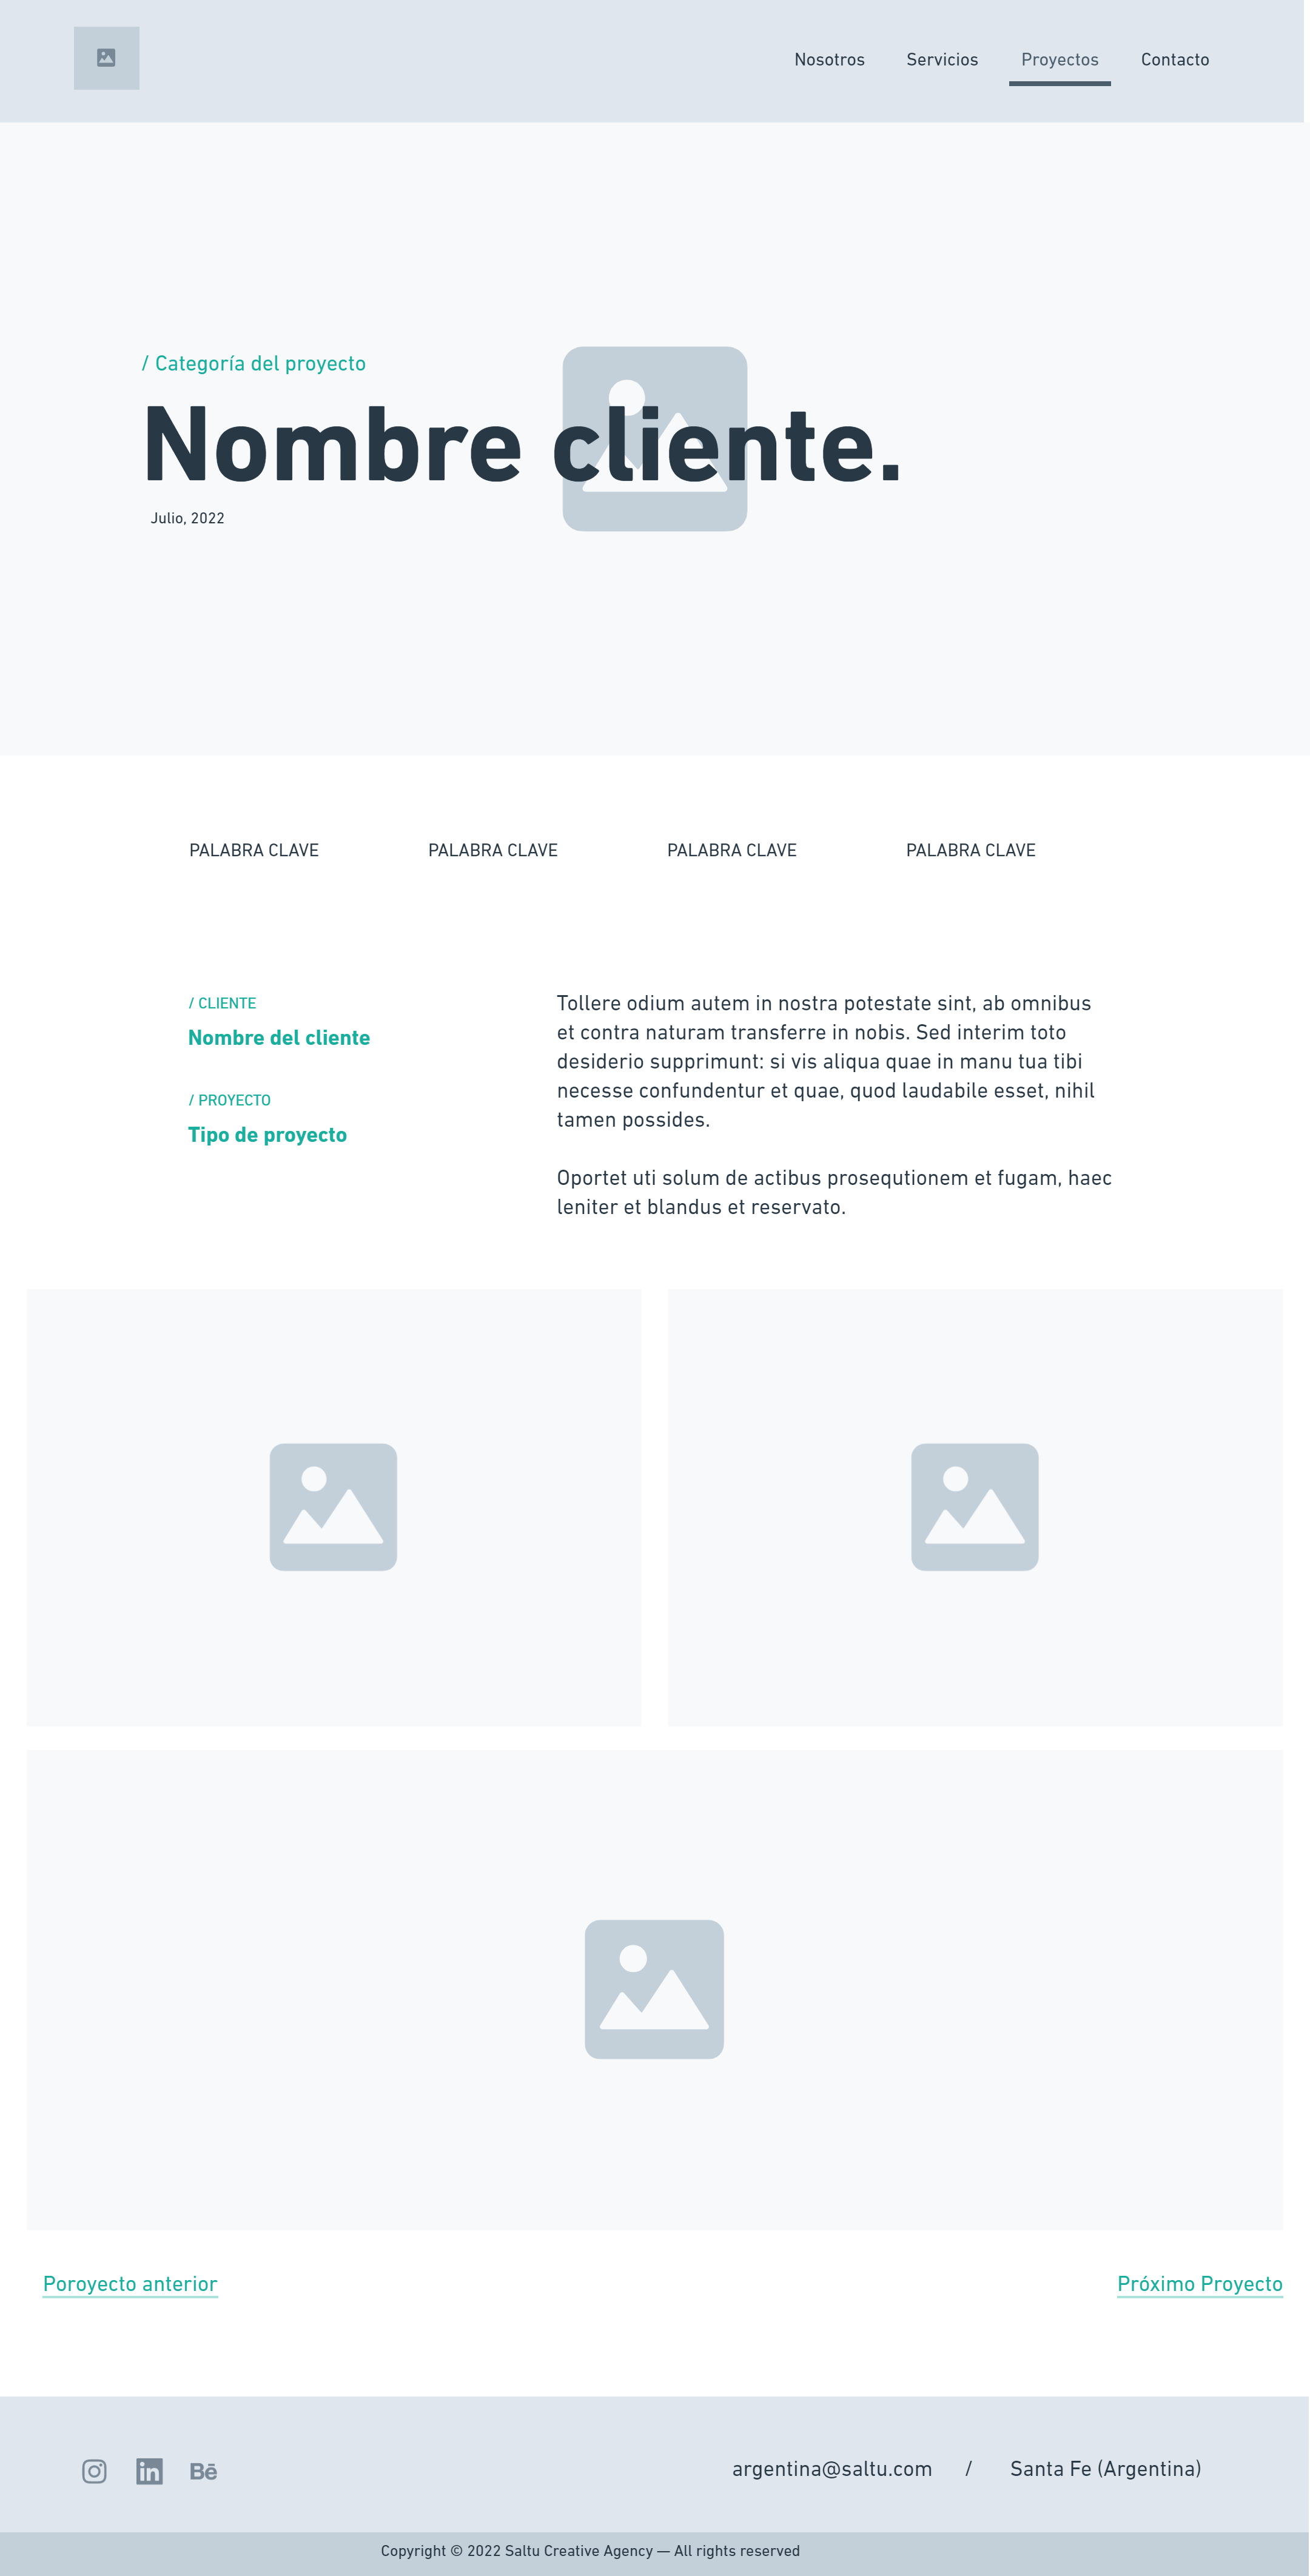 Nosotros Servicios Proyectos Contacto
/ Categoría del proyecto
Nombre cliente.
Julio, 2022
PALABRA CLAVE PALABRA CLAVE PALABRA CLAVE PALABRA CLAVE
/ CLIENTE
Nombre del cliente
/ PROYECTO
Tipo de proyecto
Tollere odium autem in nostra potestate sint, ab omnibus
et contra naturam transferre in nobis. Sed interim toto
desiderio supprimunt: si vis aliqua quae in manu tua tibi
necesse confundentur et quae, quod laudabile esset, nihil
tamen possides.
Oportet uti solum de actibus prosequtionem et fugam, haec
leniter et blandus et reservato.
Poroyecto anterior Próximo Proyecto
in Bē argentina@saltu.com / Santa Fe (Argentina)
Copyright © 2022 Saltu Creative Agency — All rights reserved